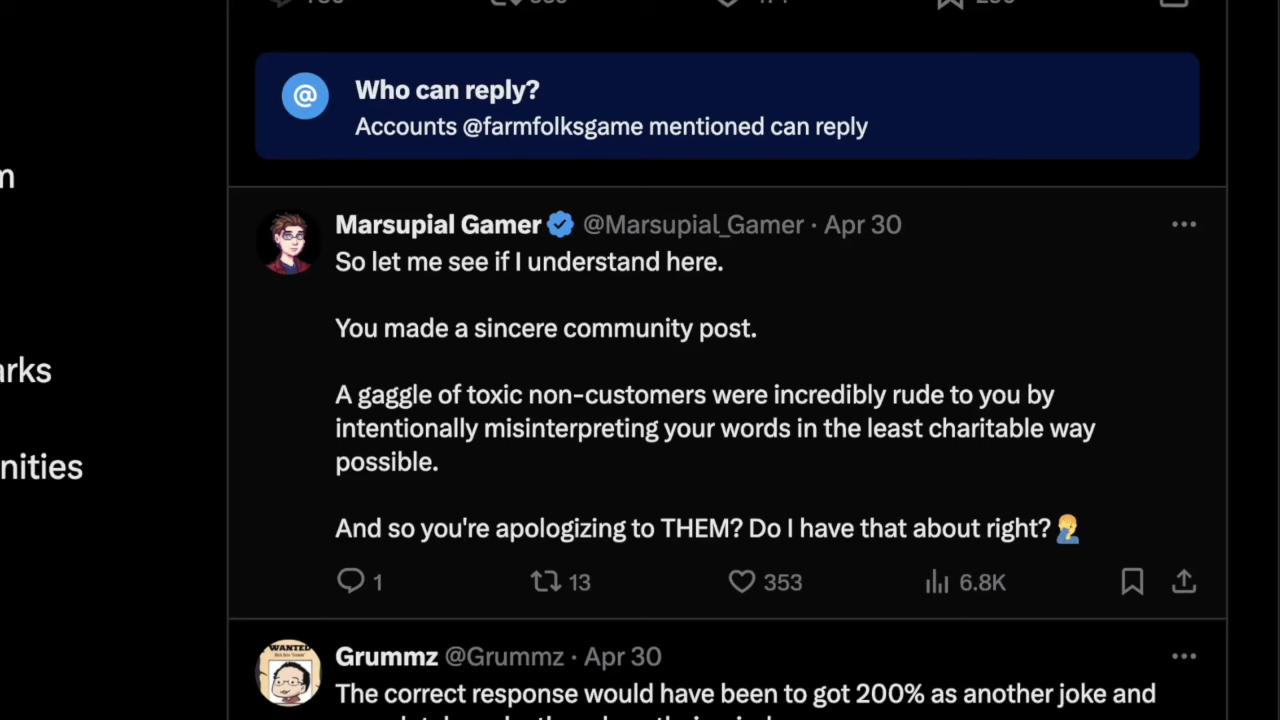 Who can reply?
Accounts @farmfolksgame mentioned can reply
m
Marsupial Gamer @Marsupial_Gamer · Apr 30
So let me see if I understand here.
You made a sincere community post.
arks
A gaggle of toxic non-customers were incredibly rude to you by
intentionally misinterpreting your words in the least charitable way
possible.
nities
And so you're apologizing to THEM? Do I have that about right?
1 13 353 6.8K
WANTED
Grummz @Grummz · Apr 30
The correct response would have been to got 200% as another joke and